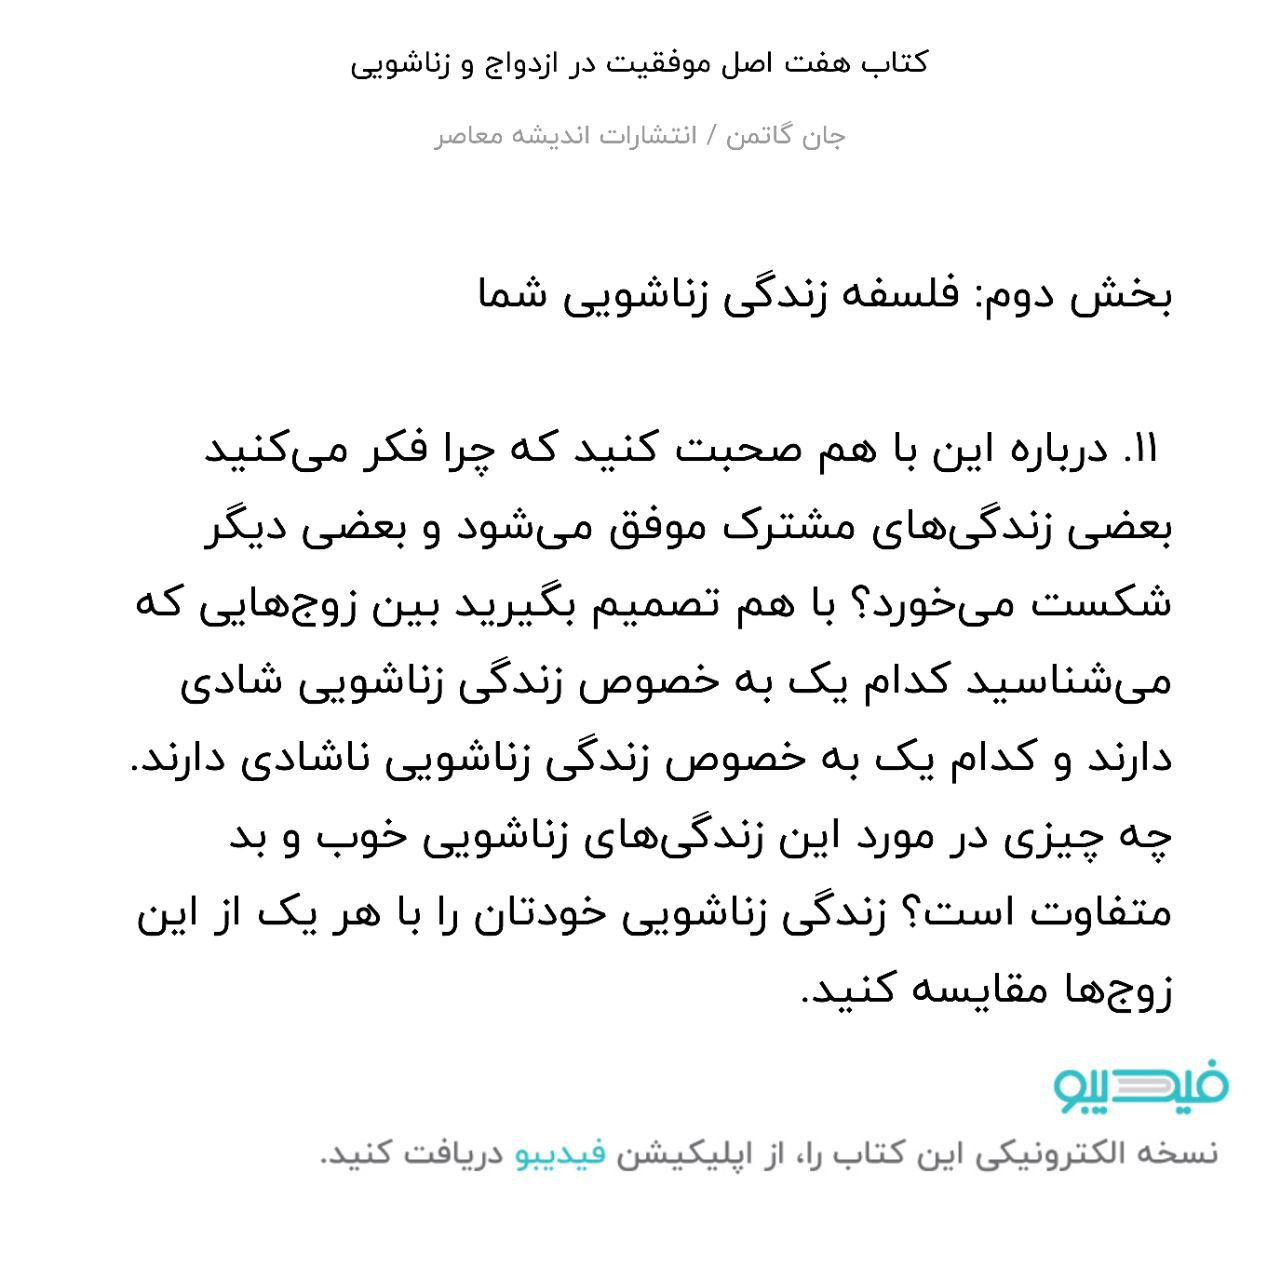 کتاب هفت اصل موفقیت در ازدواج و زناشویی
جان گاتمن / انتشارات اندیشه معاصر
بخش دوم: فلسفه زندگی زناشویی شما
۱۱. درباره این با هم صحبت کنید که چرا فکر می‌کنید
بعضی زندگی‌های مشترک موفق می‌شود و بعضی دیگر
شکست می‌خورد؟ با هم تصمیم بگیرید بین زوج‌هایی که
می‌شناسید کدام یک به خصوص زندگی زناشویی شادی
دارند و کدام یک به خصوص زندگی زناشویی ناشادی دارند.
چه چیزی در مورد این زندگی‌های زناشویی خوب و بد
متفاوت است؟ زندگی زناشویی خودتان را با هر یک از این
زوج‌ها مقایسه کنید.
فیدیبو
نسخه الکترونیکی این کتاب را، از اپلیکیشن فیدیبو دریافت کنید.